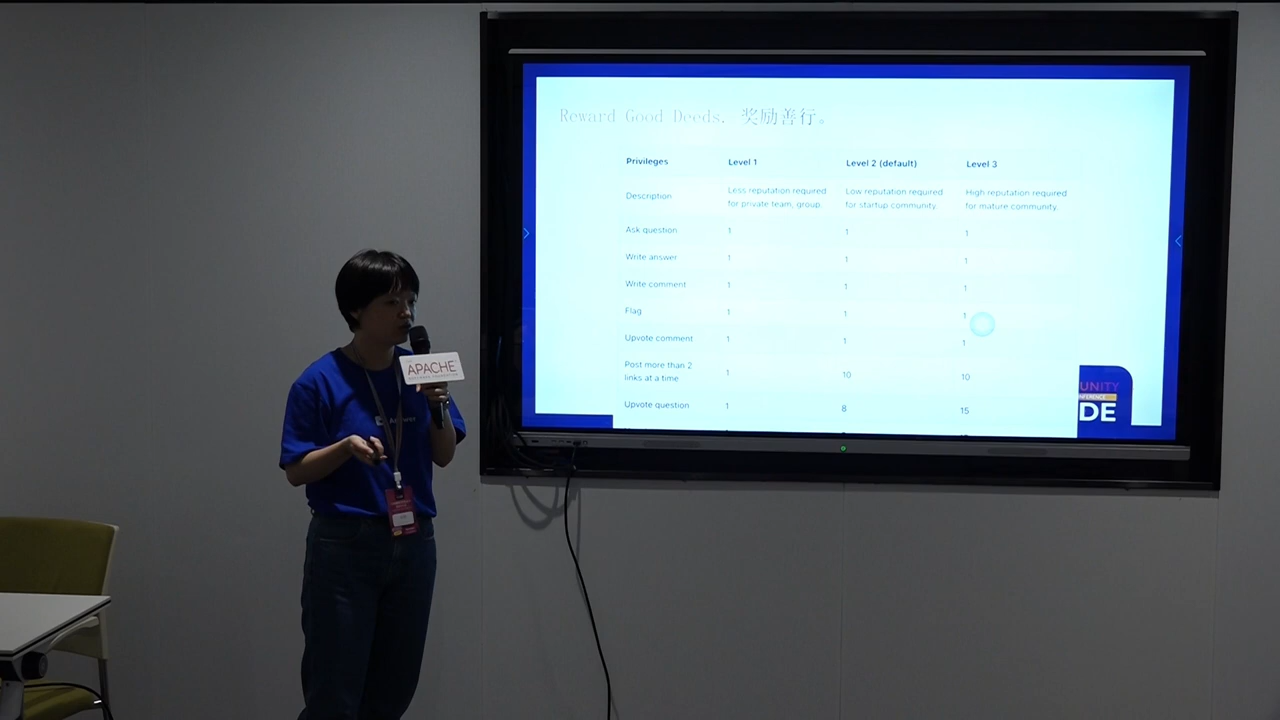 Reward Good Deeds. 奖励善行。
Privileges Level 1 Level 2 (default) Level 3
Description Less reputation required for private team, group. Low reputation required for startup community. High reputation required for mature community.
Ask question 1 1 1
Write answer 1 1 1
Write comment 1 1 1
Flag 1 1 1
Upvote comment 1 1 1
Post more than 2 links at a time 1 10 10
Upvote question 1 8 15
UNITY
DE
APACHE